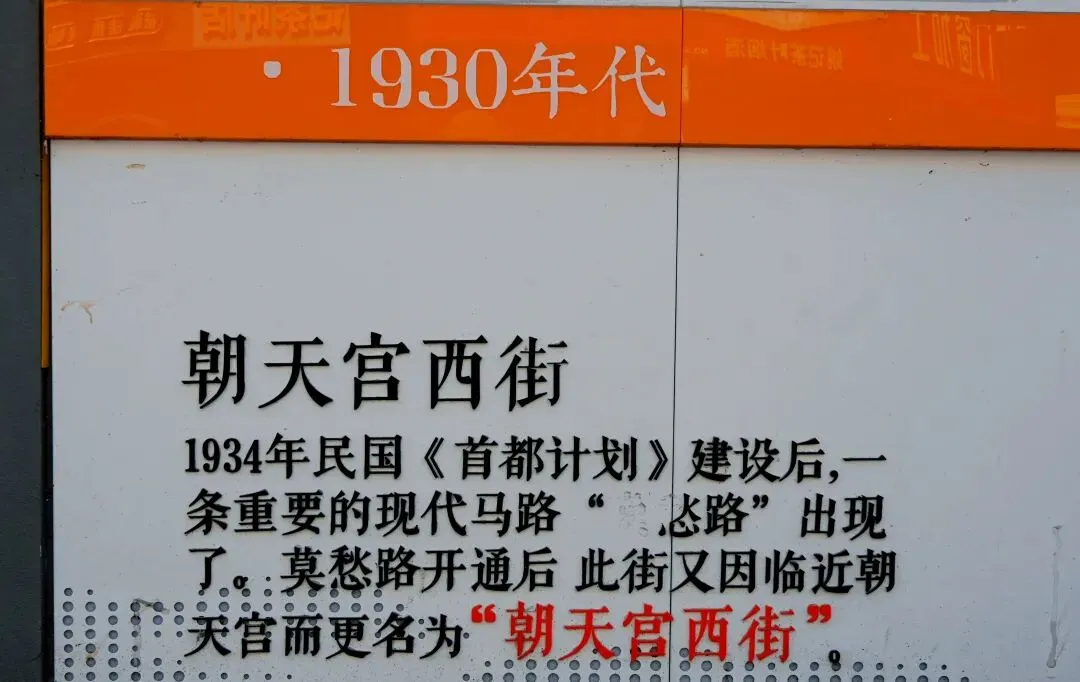 ·1930年代
朝天宫西街
1934年民国《首都计划》建设后,一
条重要的现代马路“ 愁路”出现
了。莫愁路开通后 此街又因临近朝
天宫而更名为“朝天宫西街”。